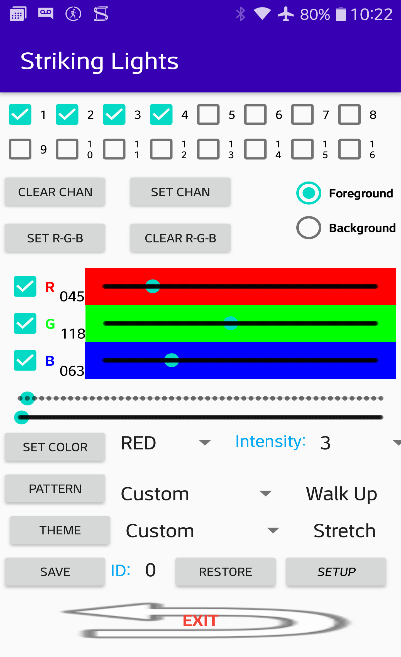 80% 10:22
Striking Lights
1 2 3 4 5 6 7 8
9 10 11 12 13 14 15 16
CLEAR CHAN SET CHAN Foreground
SET R-G-B CLEAR R-G-B Background
R 045
G 118
B 063
SET COLOR RED Intensity: 3
PATTERN Custom Walk Up
THEME Custom Stretch
SAVE ID: 0 RESTORE SETUP
EXIT